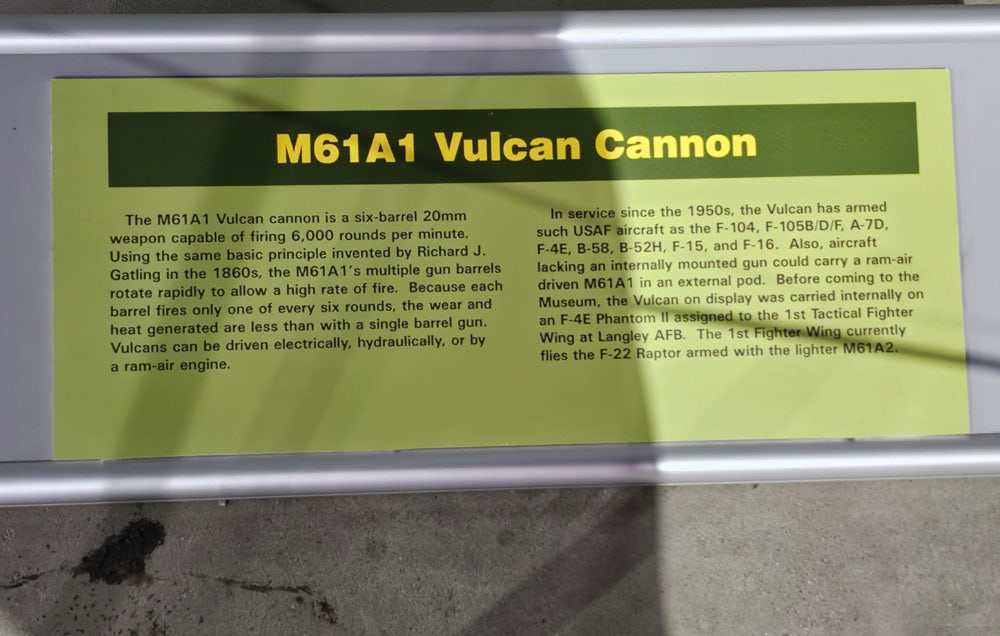 M61A1 Vulcan Cannon
The M61A1 Vulcan cannon is a six-barrel 20mm
weapon capable of firing 6,000 rounds per minute.
Using the same basic principle invented by Richard J.
Gatling in the 1860s, the M61A1's multiple gun barrels
rotate rapidly to allow a high rate of fire. Because each
barrel fires only one of every six rounds, the wear and
heat generated are less than with a single barrel gun.
Vulcans can be driven electrically, hydraulically, or by
a ram-air engine.
In service since the 1950s, the Vulcan has armed
such USAF aircraft as the F-104, F-105B/D/F, A-7D,
F-4E, B-58, B-52H, F-15, and F-16. Also, aircraft
lacking an internally mounted gun could carry a ram-air
driven M61A1 in an external pod. Before coming to the
Museum, the Vulcan on display was carried internally on
an F-4E Phantom II assigned to the 1st Tactical Fighter
Wing at Langley AFB. The 1st Fighter Wing currently
flies the F-22 Raptor armed with the lighter M61A2.